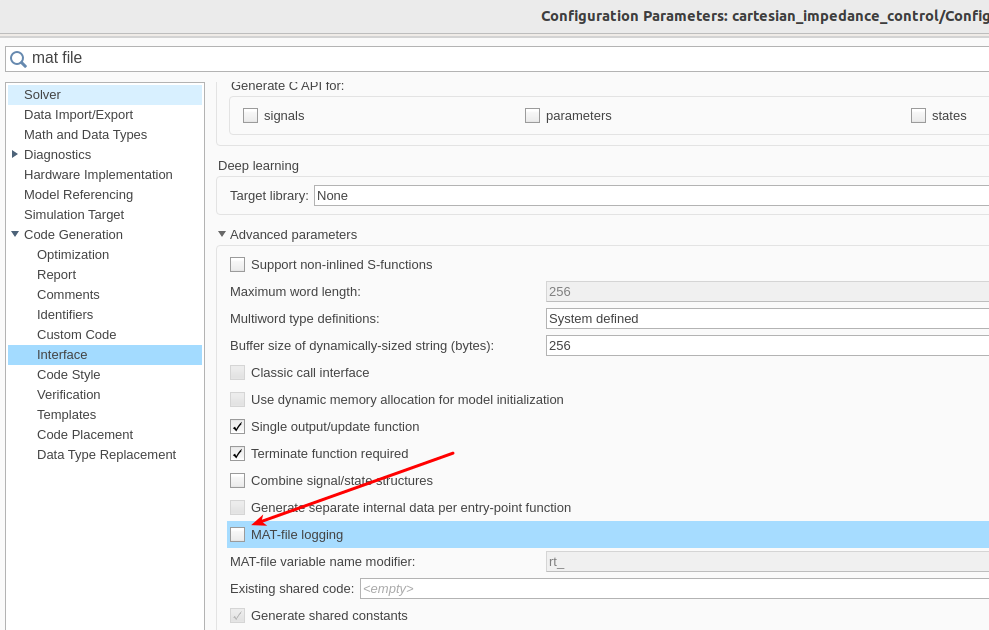 Configuration Parameters: cartesian_impedance_control/Config
mat file
Solver
Data Import/Export
Math and Data Types
Diagnostics
Hardware Implementation
Model Referencing
Simulation Target
Code Generation
Optimization
Report
Comments
Identifiers
Custom Code
Interface
Code Style
Verification
Templates
Code Placement
Data Type Replacement
Generate C API for:
signals parameters states
Deep learning
Target library: None
Advanced parameters
Support non-inlined S-functions
Maximum word length: 256
Multiword type definitions: System defined
Buffer size of dynamically-sized string (bytes): 256
Classic call interface
Use dynamic memory allocation for model initialization
Single output/update function
Terminate function required
Combine signal/state structures
Generate separate internal data per entry-point function
MAT-file logging
MAT-file variable name modifier: rt_
Existing shared code: <empty>
Generate shared constants